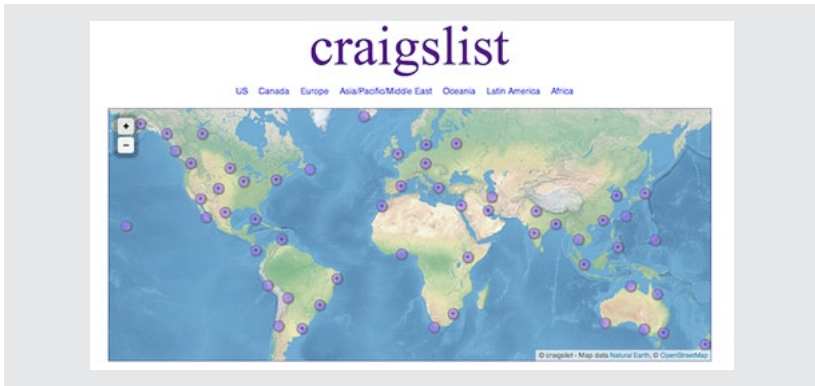 craigslist
US Canada Europe Asia/Pacific/Middle East Oceania Latin America Africa
+
−
© craigslist - Map data Natural Earth, © OpenStreetMap